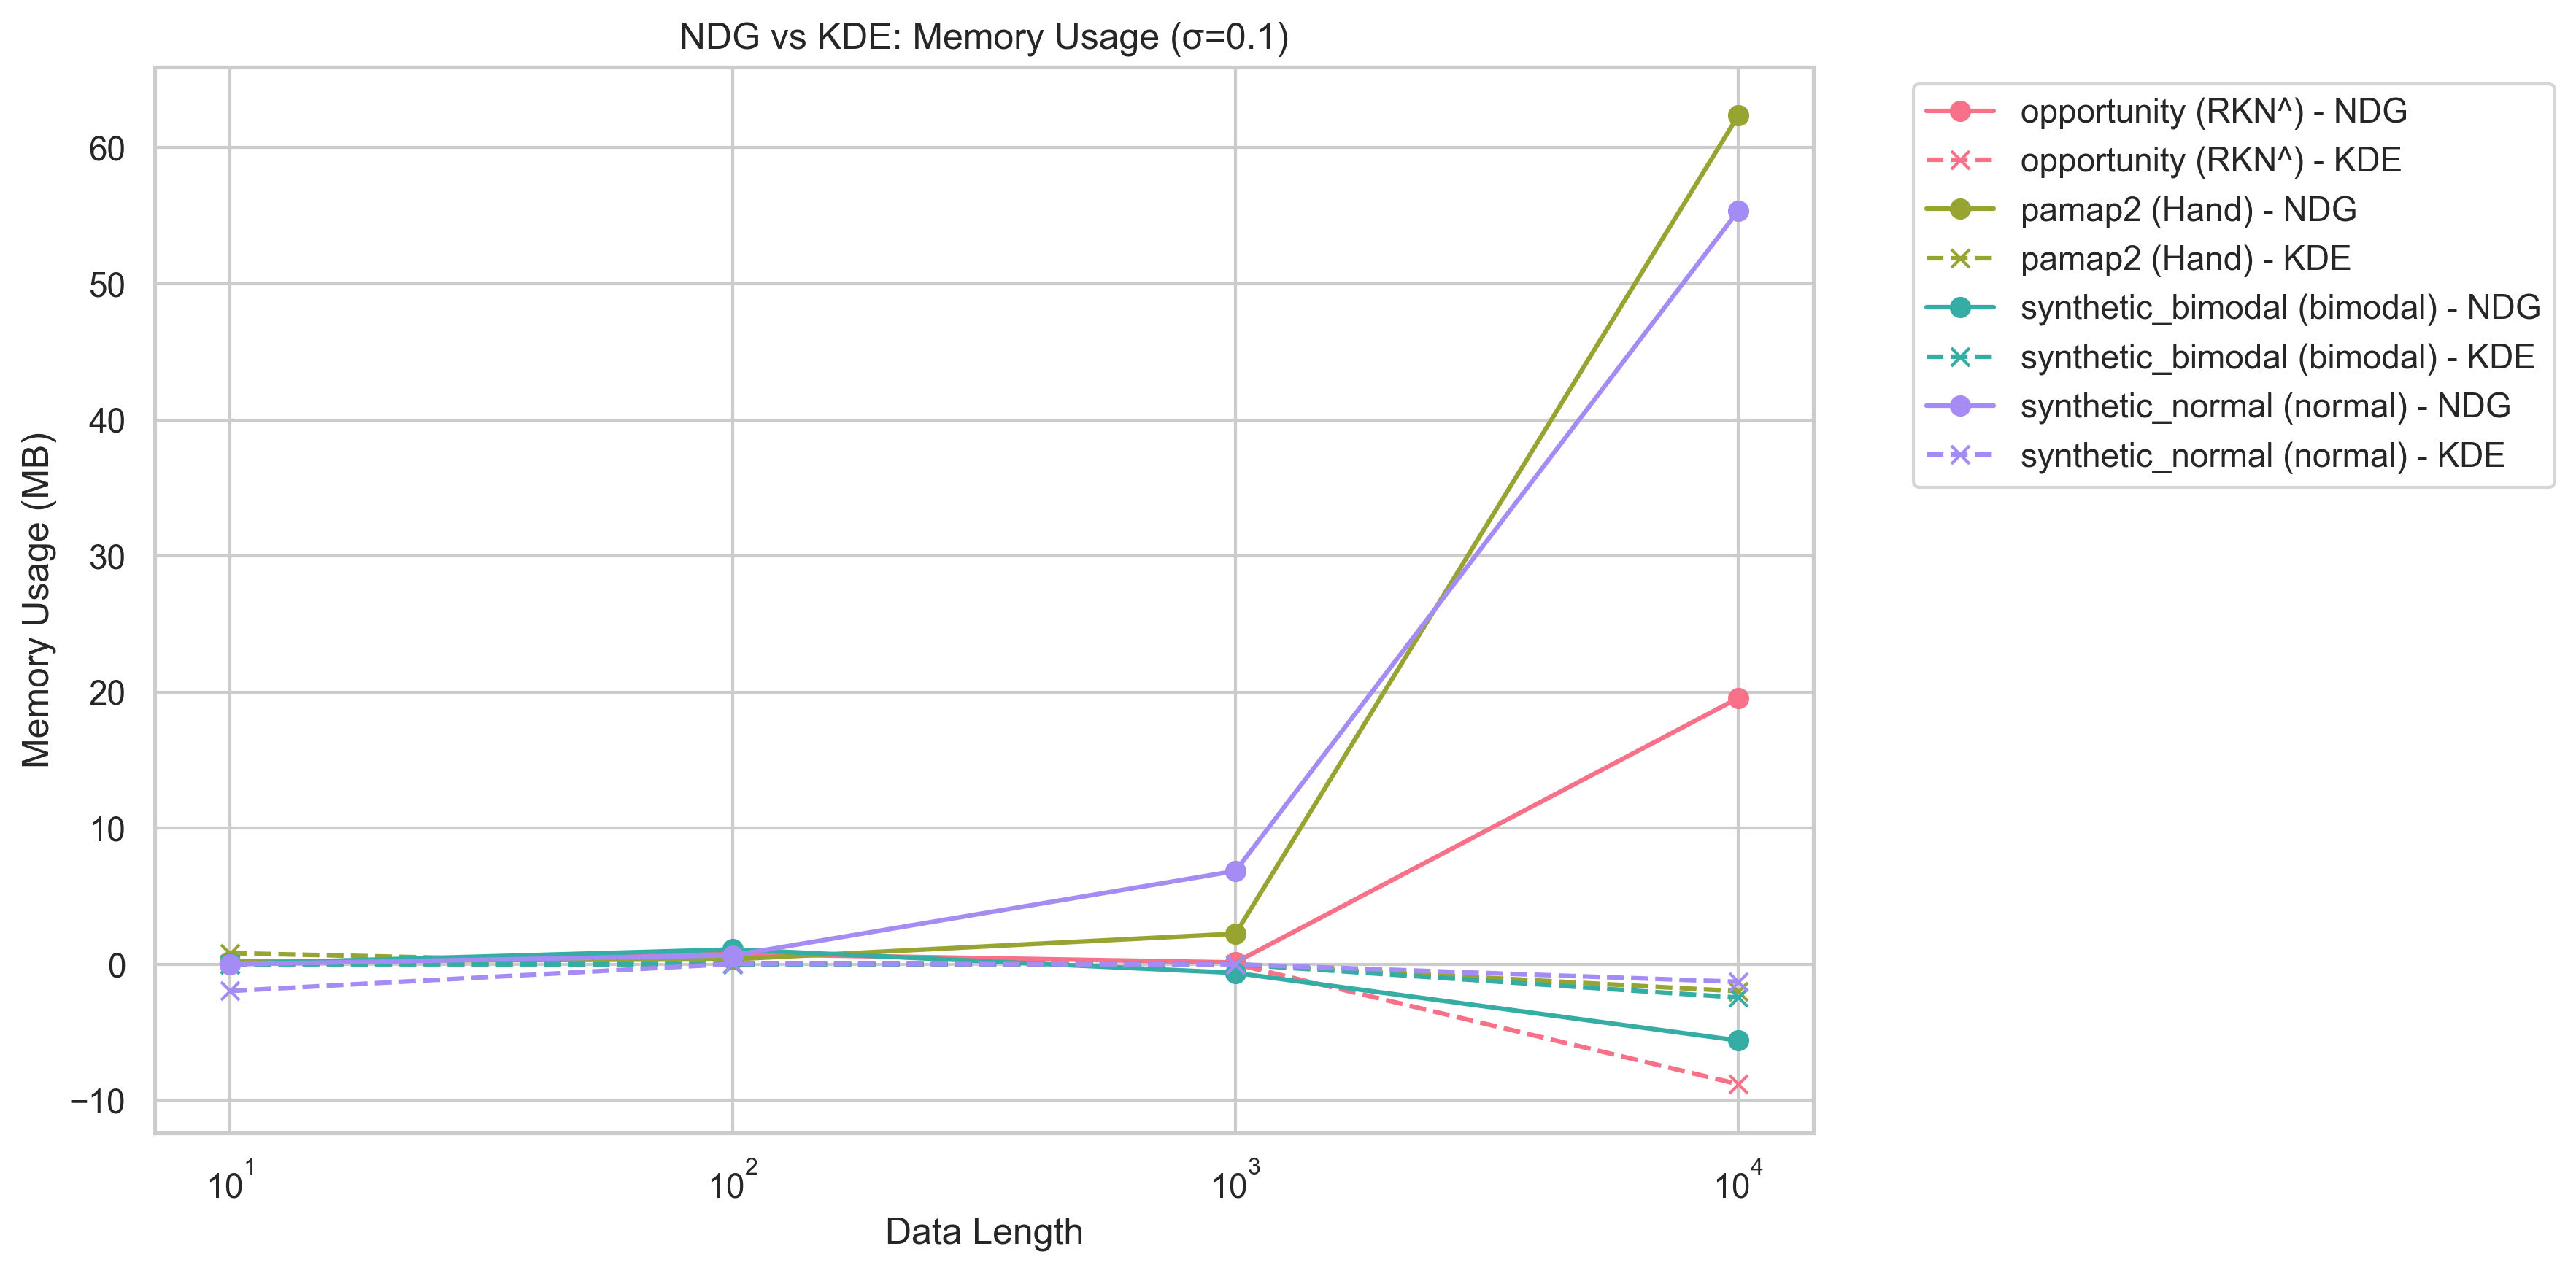 NDG vs KDE: Memory Usage (σ=0.1)
Memory Usage (MB)
60
50
40
30
20
10
0
−10
10¹ 10² 10³ 10⁴
Data Length
opportunity (RKN^) - NDG
opportunity (RKN^) - KDE
pamap2 (Hand) - NDG
pamap2 (Hand) - KDE
synthetic_bimodal (bimodal) - NDG
synthetic_bimodal (bimodal) - KDE
synthetic_normal (normal) - NDG
synthetic_normal (normal) - KDE